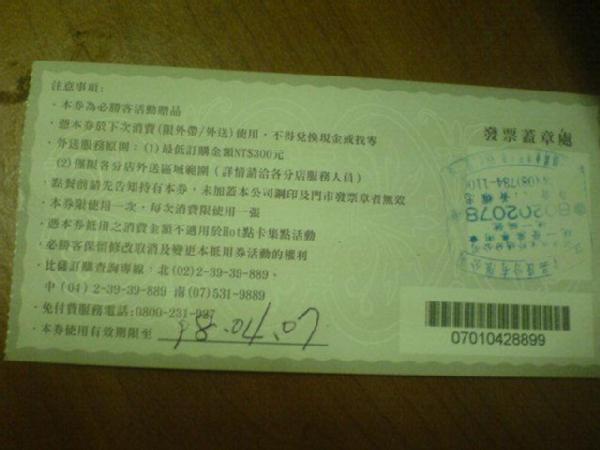 注意事項：
・本券為必勝客活動贈品
・憑本券於下次消費(限外帶/外送)使用，不得兌換現金或找零
・外送服務原則：(1)最低訂購金額NT$300元
(2)僅限各分店外送區域範圍(詳情請洽各分店服務人員)
・點餐前請先告知持有本券，未加蓋本公司鋼印及門市發票章者無效
・本券限使用一次，每次消費限使用一張
・憑本券抵用之消費金額不適用於Hot點卡集點活動
・必勝客保留修改取消及變更本抵用券活動的權利
・比薩訂購查詢專線：北(02)2-39-39-889、
中(04)2-39-39-889 南(07)531-9889
・免付費服務電話：0800-231-
・本券使用有效期限至
發票蓋章處
80202078
07010428899